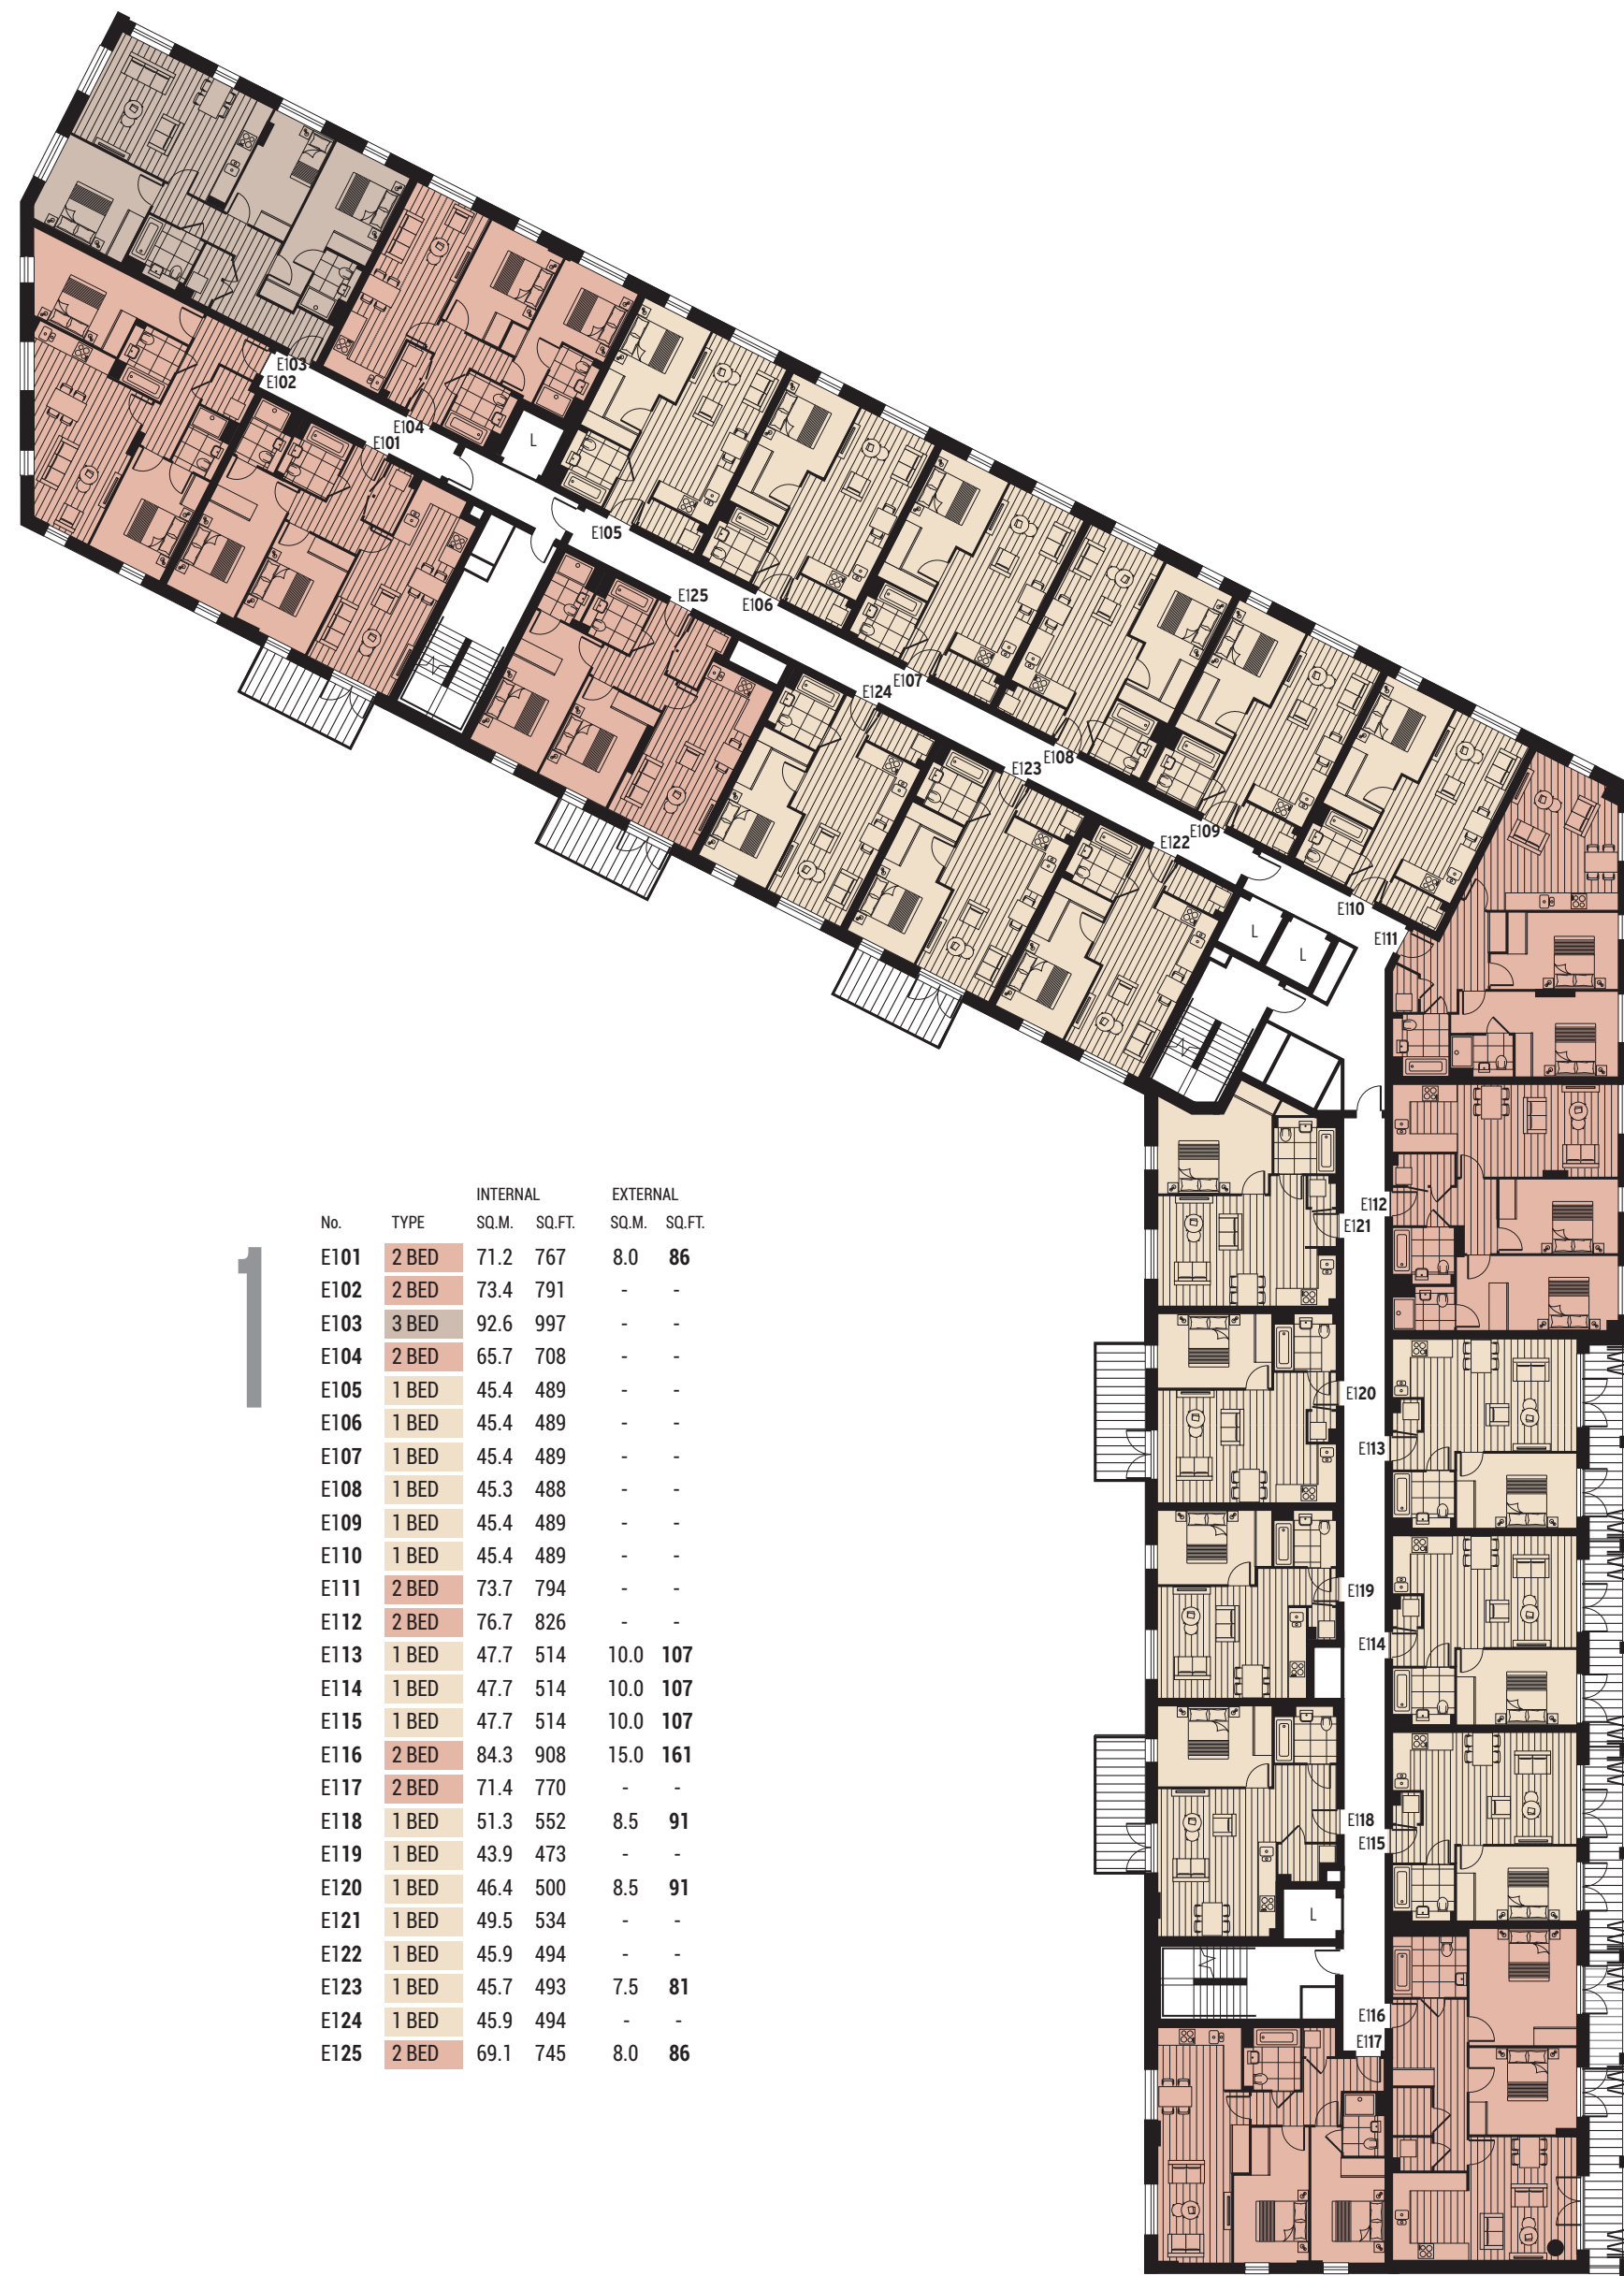 E103
E102
E104
E101
L
E105
E125
E106
E107
E124
E108
E123
E109
E122
E110
L
L
E111
E112
E121
E120
E113
E119
E114
E118
E115
L
E116
E117
1
INTERNAL EXTERNAL
No. TYPE SQ.M. SQ.FT. SQ.M. SQ.FT.
E101 2 BED 71.2 767 8.0 86
E102 2 BED 73.4 791 - -
E103 3 BED 92.6 997 - -
E104 2 BED 65.7 708 - -
E105 1 BED 45.4 489 - -
E106 1 BED 45.4 489 - -
E107 1 BED 45.4 489 - -
E108 1 BED 45.3 488 - -
E109 1 BED 45.4 489 - -
E110 1 BED 45.4 489 - -
E111 2 BED 73.7 794 - -
E112 2 BED 76.7 826 - -
E113 1 BED 47.7 514 10.0 107
E114 1 BED 47.7 514 10.0 107
E115 1 BED 47.7 514 10.0 107
E116 2 BED 84.3 908 15.0 161
E117 2 BED 71.4 770 - -
E118 1 BED 51.3 552 8.5 91
E119 1 BED 43.9 473 - -
E120 1 BED 46.4 500 8.5 91
E121 1 BED 49.5 534 - -
E122 1 BED 45.9 494 - -
E123 1 BED 45.7 493 7.5 81
E124 1 BED 45.9 494 - -
E125 2 BED 69.1 745 8.0 86